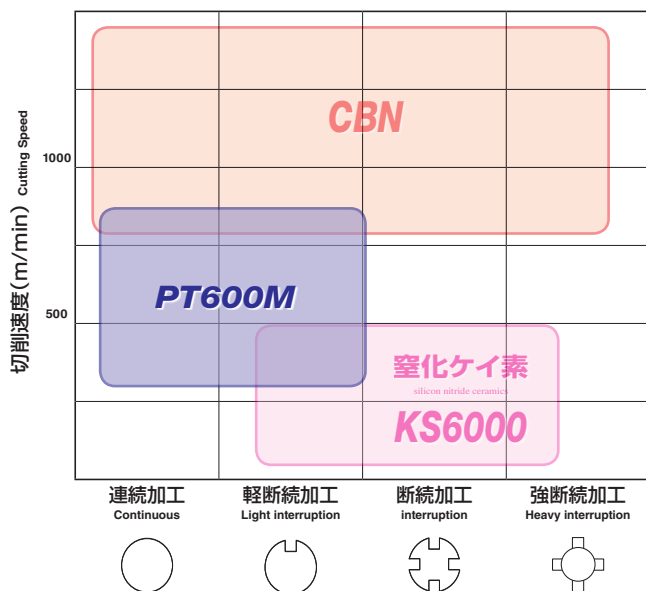 切削速度(m/min) Cutting Speed
1000
500
CBN
PT600M
窒化ケイ素
silicon nitride ceramics
KS6000
連続加工 軽断続加工 断続加工 強断続加工
Continuous Light interruption interruption Heavy interruption